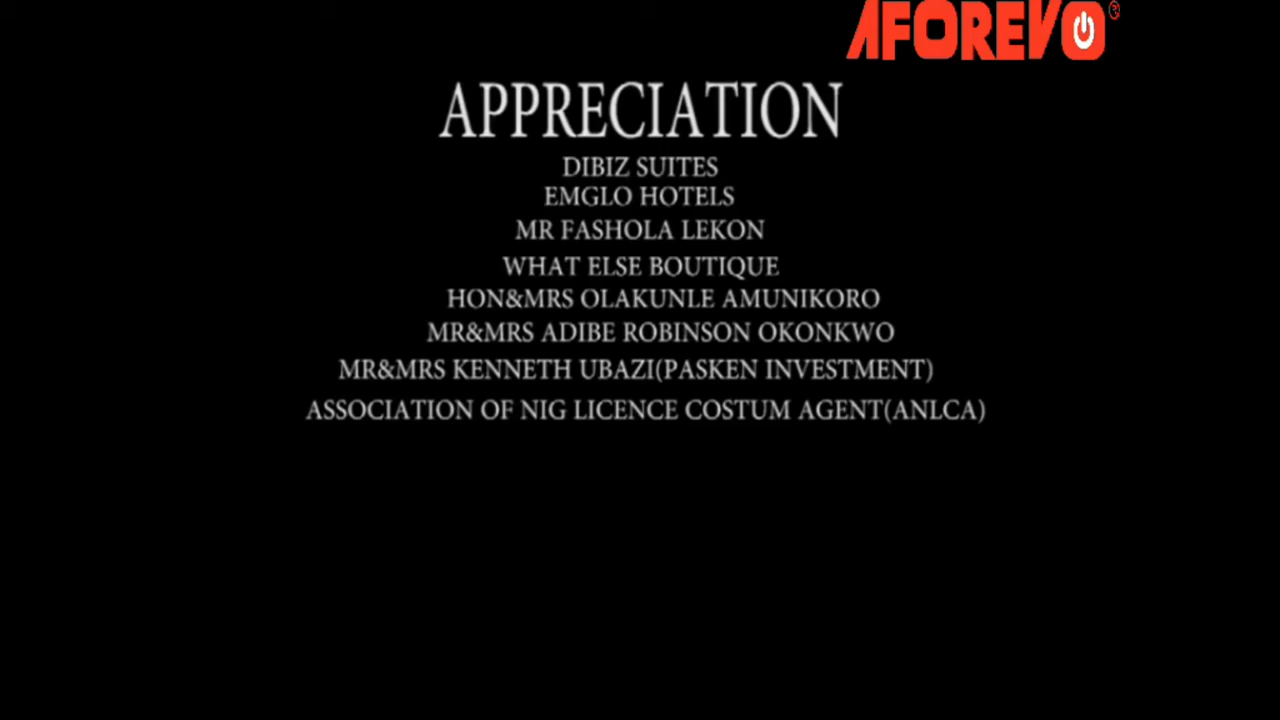 AFOREVO®
APPRECIATION
DIBIZ SUITES
EMGLO HOTELS
MR FASHOLA LEKON
WHAT ELSE BOUTIQUE
HON&MRS OLAKUNLE AMUNIKORO
MR&MRS ADIBE ROBINSON OKONKWO
MR&MRS KENNETH UBAZI(PASKEN INVESTMENT)
ASSOCIATION OF NIG LICENCE COSTUM AGENT(ANLCA)